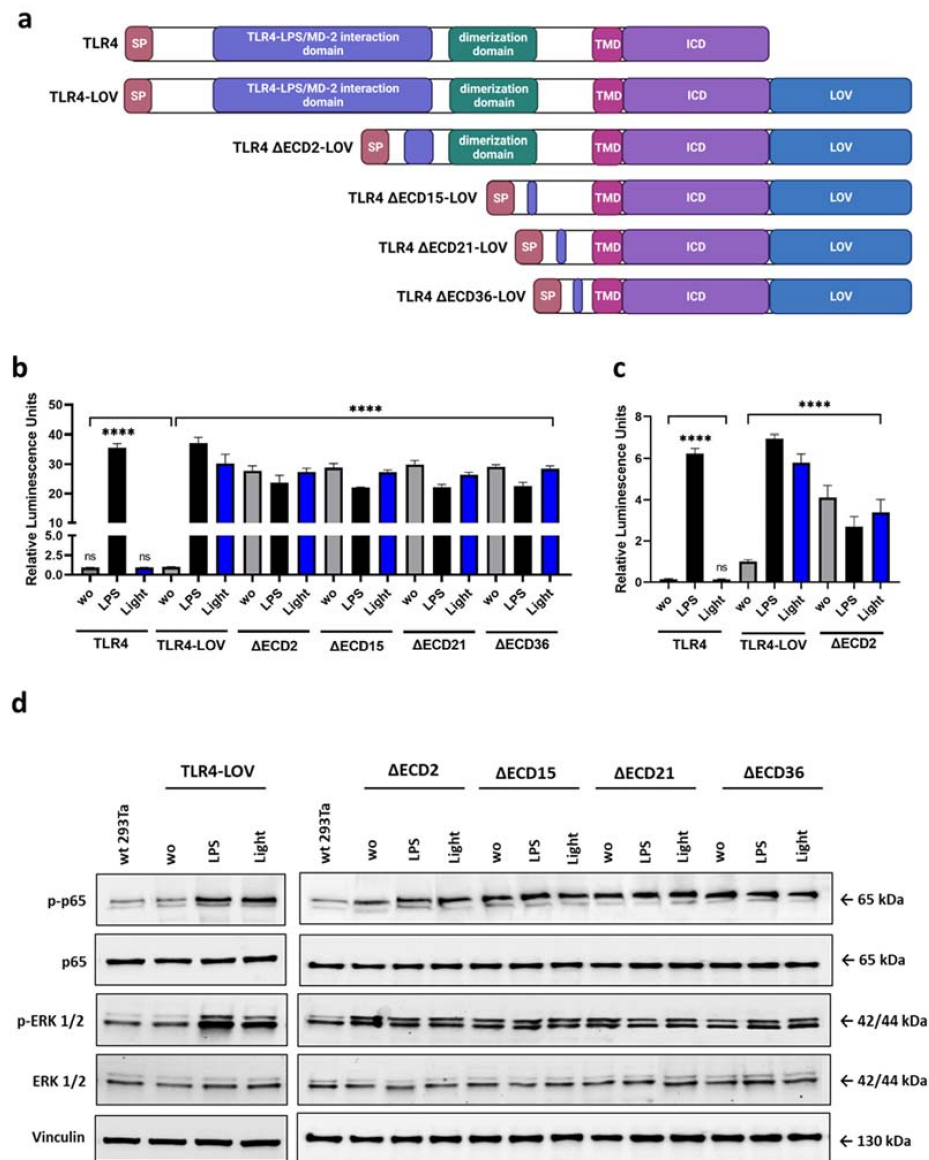 a
TLR4 SP TLR4-LPS/MD-2 interaction domain dimerization domain TMD ICD
TLR4-LOV SP TLR4-LPS/MD-2 interaction domain dimerization domain TMD ICD LOV
TLR4 ΔECD2-LOV SP dimerization domain TMD ICD LOV
TLR4 ΔECD15-LOV SP TMD ICD LOV
TLR4 ΔECD21-LOV SP TMD ICD LOV
TLR4 ΔECD36-LOV SP TMD ICD LOV
b
Relative Luminescence Units
50
40
30
20
10
5.0
2.5
0.0
****
****
ns
ns
wo LPS Light wo LPS Light wo LPS Light wo LPS Light wo LPS Light wo LPS Light
TLR4 TLR4-LOV ΔECD2 ΔECD15 ΔECD21 ΔECD36
c
Relative Luminescence Units
8
6
4
2
0
****
****
ns
wo LPS Light wo LPS Light wo LPS Light
TLR4 TLR4-LOV ΔECD2
d
TLR4-LOV ΔECD2 ΔECD15 ΔECD21 ΔECD36
wt 293Ta wo LPS Light wt 293Ta wo LPS Light wo LPS Light wo LPS Light wo LPS Light
p-p65 ← 65 kDa
p65 ← 65 kDa
p-ERK 1/2 ← 42/44 kDa
ERK 1/2 ← 42/44 kDa
Vinculin ← 130 kDa